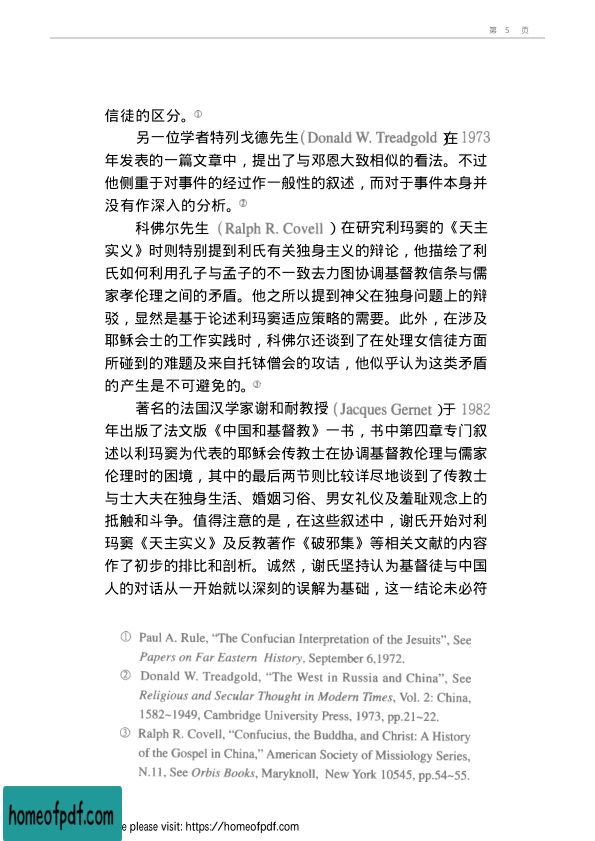 第 5 页
信徒的区分。①
另一位学者特列戈德先生(Donald W. Treadgold)在 1973
年发表的一篇文章中，提出了与邓恩大致相似的看法。不过
他侧重于对事件的经过作一般性的叙述，而对于事件本身并
没有作深入的分析。②
科佛尔先生（Ralph R. Covell）在研究利玛窦的《天主
实义》时则特别提到利氏有关独身主义的辩论，他描绘了利
氏如何利用孔子与孟子的不一致去力图协调基督教信条与儒
家孝伦理之间的矛盾。他之所以提到神父在独身问题上的辩
驳，显然是基于论述利玛窦适应策略的需要。此外，在涉及
耶稣会士的工作实践时，科佛尔还谈到了在处理女信徒方面
所碰到的难题及来自托钵僧会的攻诘，他似乎认为这类矛盾
的产生是不可避免的。③
著名的法国汉学家谢和耐教授（Jacques Gernet）于 1982
年出版了法文版《中国和基督教》一书，书中第四章专门叙
述以利玛窦为代表的耶稣会传教士在协调基督教伦理与儒家
伦理时的困境，其中的最后两节则比较详尽地谈到了传教士
与士大夫在独身生活、婚姻习俗、男女礼仪及羞耻观念上的
抵触和斗争。值得注意的是，在这些叙述中，谢氏开始对利
玛窦《天主实义》及反教著作《破邪集》等相关文献的内容
作了初步的排比和剖析。诚然，谢氏坚持认为基督徒与中国
人的对话从一开始就以深刻的误解为基础，这一结论未必符
① Paul A. Rule, “The Confucian Interpretation of the Jesuits”, See
Papers on Far Eastern History, September 6,1972.
② Donald W. Treadgold, “The West in Russia and China”, See
Religious and Secular Thought in Modern Times, Vol. 2: China,
1582~1949, Cambridge University Press, 1973, pp.21~22.
③ Ralph R. Covell, “Confucius, the Buddha, and Christ: A History
of the Gospel in China,” American Society of Missiology Series,
N.11, See Orbis Books, Maryknoll, New York 10545, pp.54~55.
homeofpdf.com
please visit: https://homeofpdf.com